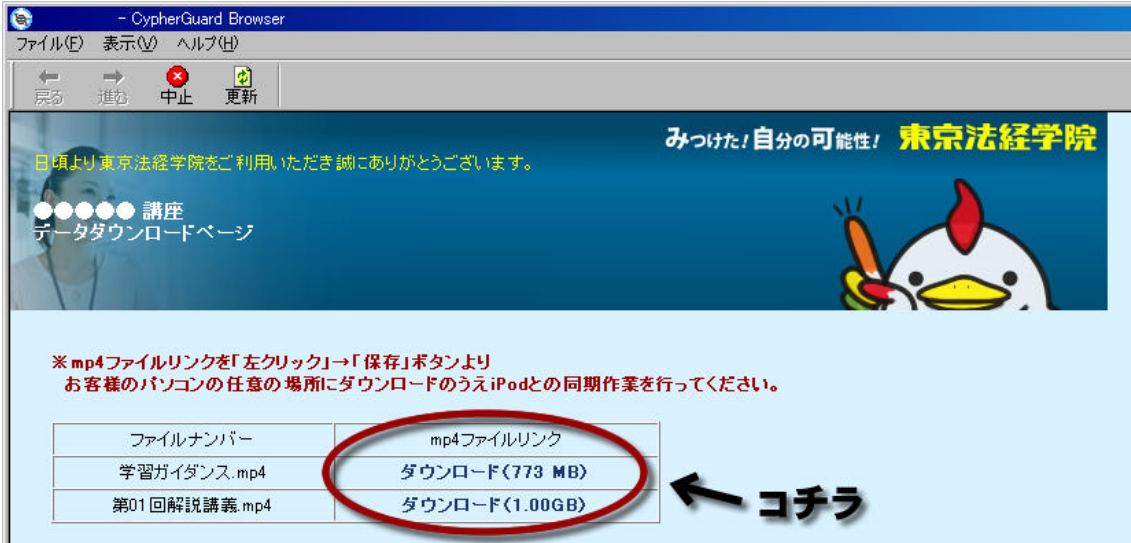 - CypherGuard Browser
ファイル(F) 表示(V) ヘルプ(H)
戻る 進む 中止 更新
みつけた!自分の可能性! 東京法経学院
日頃より東京法経学院をご利用いただき誠にありがとうございます。
●●●●● 講座
データダウンロードページ
※mp4ファイルリンクを「左クリック」→「保存」ボタンより
お客様のパソコンの任意の場所にダウンロードのうえiPodとの同期作業を行ってください。
ファイルナンバー mp4ファイルリンク
学習ガイダンス.mp4 ダウンロード(773 MB)
第01回解説講義.mp4 ダウンロード(1.00GB)
コチラ